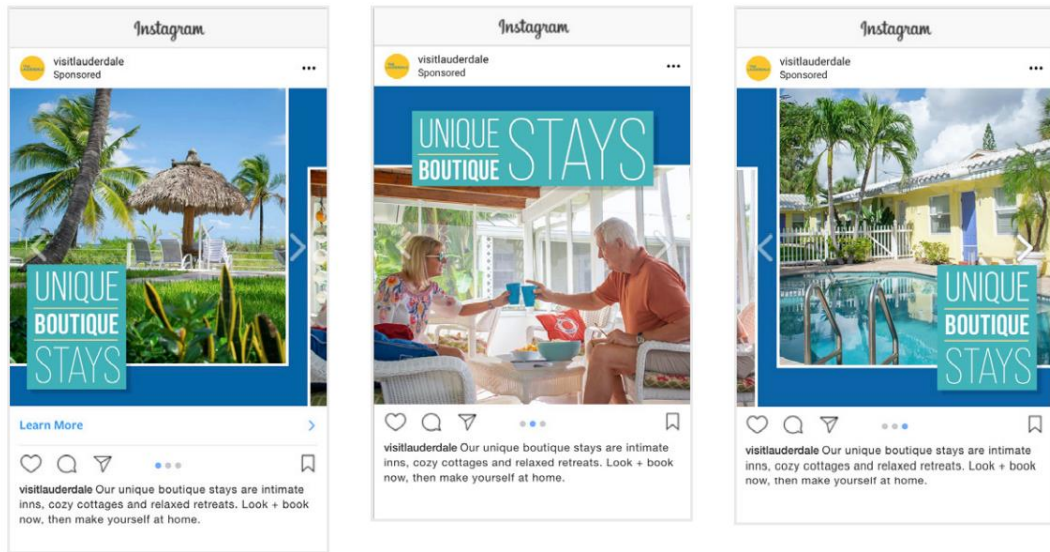 Instagram
visitlauderdale
Sponsored
UNIQUE
BOUTIQUE
STAYS
Learn More
visitlauderdale Our unique boutique stays are intimate
inns, cozy cottages and relaxed retreats. Look + book
now, then make yourself at home.
Instagram
visitlauderdale
Sponsored
UNIQUE
BOUTIQUE
STAYS
visitlauderdale Our unique boutique stays are intimate
inns, cozy cottages and relaxed retreats. Look + book
now, then make yourself at home.
Instagram
visitlauderdale
Sponsored
UNIQUE
BOUTIQUE
STAYS
visitlauderdale Our unique boutique stays are intimate
inns, cozy cottages and relaxed retreats. Look + book
now, then make yourself at home.